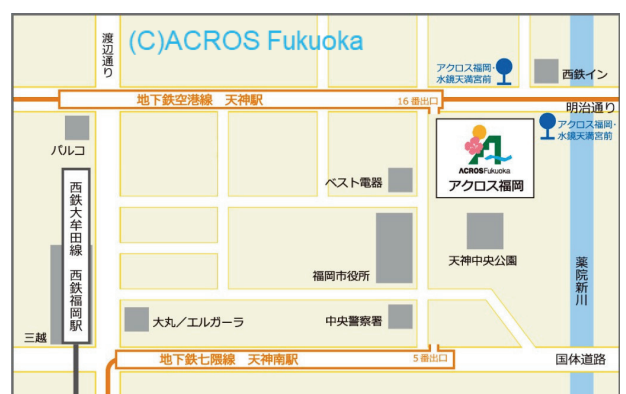 渡辺通り
(C)ACROS Fukuoka
アクロス福岡・
水鏡天満宮前
西鉄イン
地下鉄空港線 天神駅
16番出口
明治通り
アクロス福岡・
水鏡天満宮前
パルコ
ACROSFukuoka
アクロス福岡
ベスト電器
西鉄大牟田線 西鉄福岡駅
天神中央公園
福岡市役所
薬院新川
三越
大丸/エルガーラ
中央警察署
地下鉄七隈線 天神南駅
5番出口
国体道路